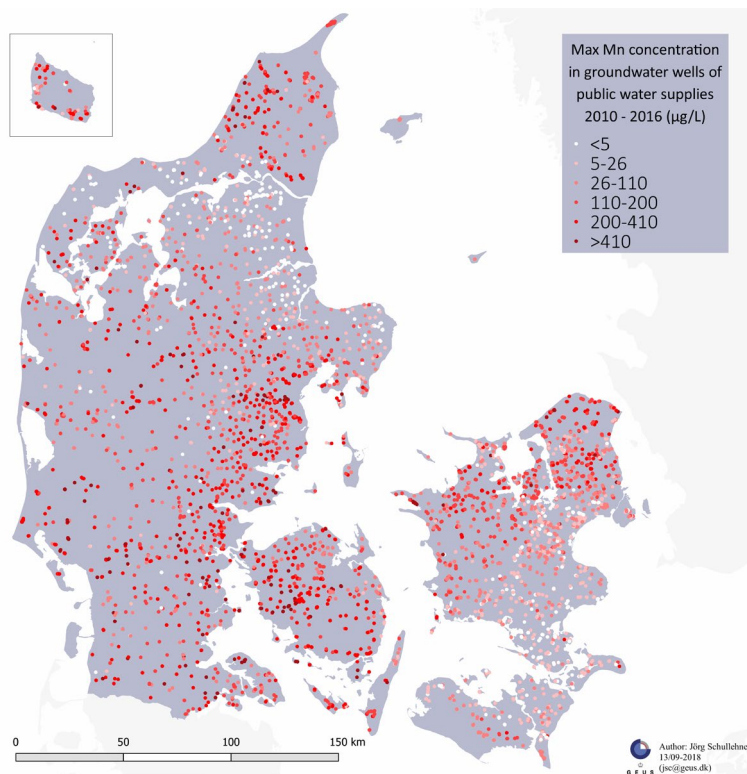 Max Mn concentration
in groundwater wells of
public water supplies
2010 - 2016 (µg/L)
<5
5-26
26-110
110-200
200-410
>410
0 50 100 150 km
Author: Jörg Schullehne
13/09-2018
(jsc@geus.dk)
G E U S